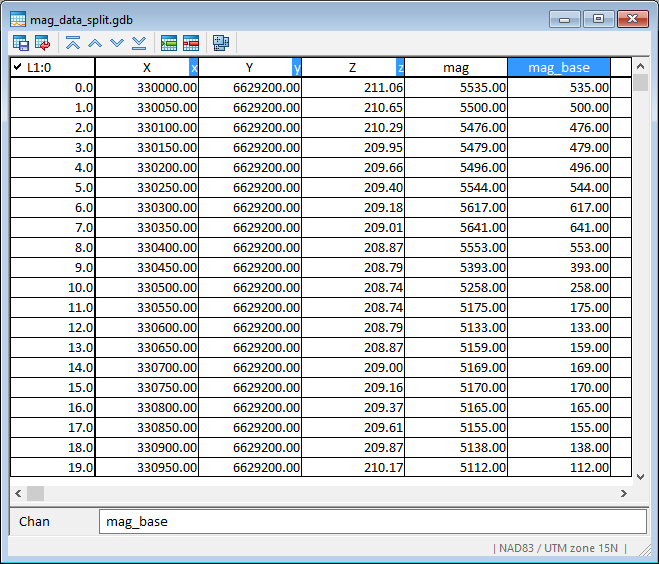 mag_data_split.gdb
✔ L1:0 X x Y y Z z mag mag_base
0.0 330000.00 6629200.00 211.06 5535.00 535.00
1.0 330050.00 6629200.00 210.65 5500.00 500.00
2.0 330100.00 6629200.00 210.29 5476.00 476.00
3.0 330150.00 6629200.00 209.95 5479.00 479.00
4.0 330200.00 6629200.00 209.66 5496.00 496.00
5.0 330250.00 6629200.00 209.40 5544.00 544.00
6.0 330300.00 6629200.00 209.18 5617.00 617.00
7.0 330350.00 6629200.00 209.01 5641.00 641.00
8.0 330400.00 6629200.00 208.87 5553.00 553.00
9.0 330450.00 6629200.00 208.79 5393.00 393.00
10.0 330500.00 6629200.00 208.74 5258.00 258.00
11.0 330550.00 6629200.00 208.74 5175.00 175.00
12.0 330600.00 6629200.00 208.79 5133.00 133.00
13.0 330650.00 6629200.00 208.87 5159.00 159.00
14.0 330700.00 6629200.00 209.00 5169.00 169.00
15.0 330750.00 6629200.00 209.16 5170.00 170.00
16.0 330800.00 6629200.00 209.37 5165.00 165.00
17.0 330850.00 6629200.00 209.61 5155.00 155.00
18.0 330900.00 6629200.00 209.87 5138.00 138.00
19.0 330950.00 6629200.00 210.17 5112.00 112.00
Chan mag_base
| NAD83 / UTM zone 15N |